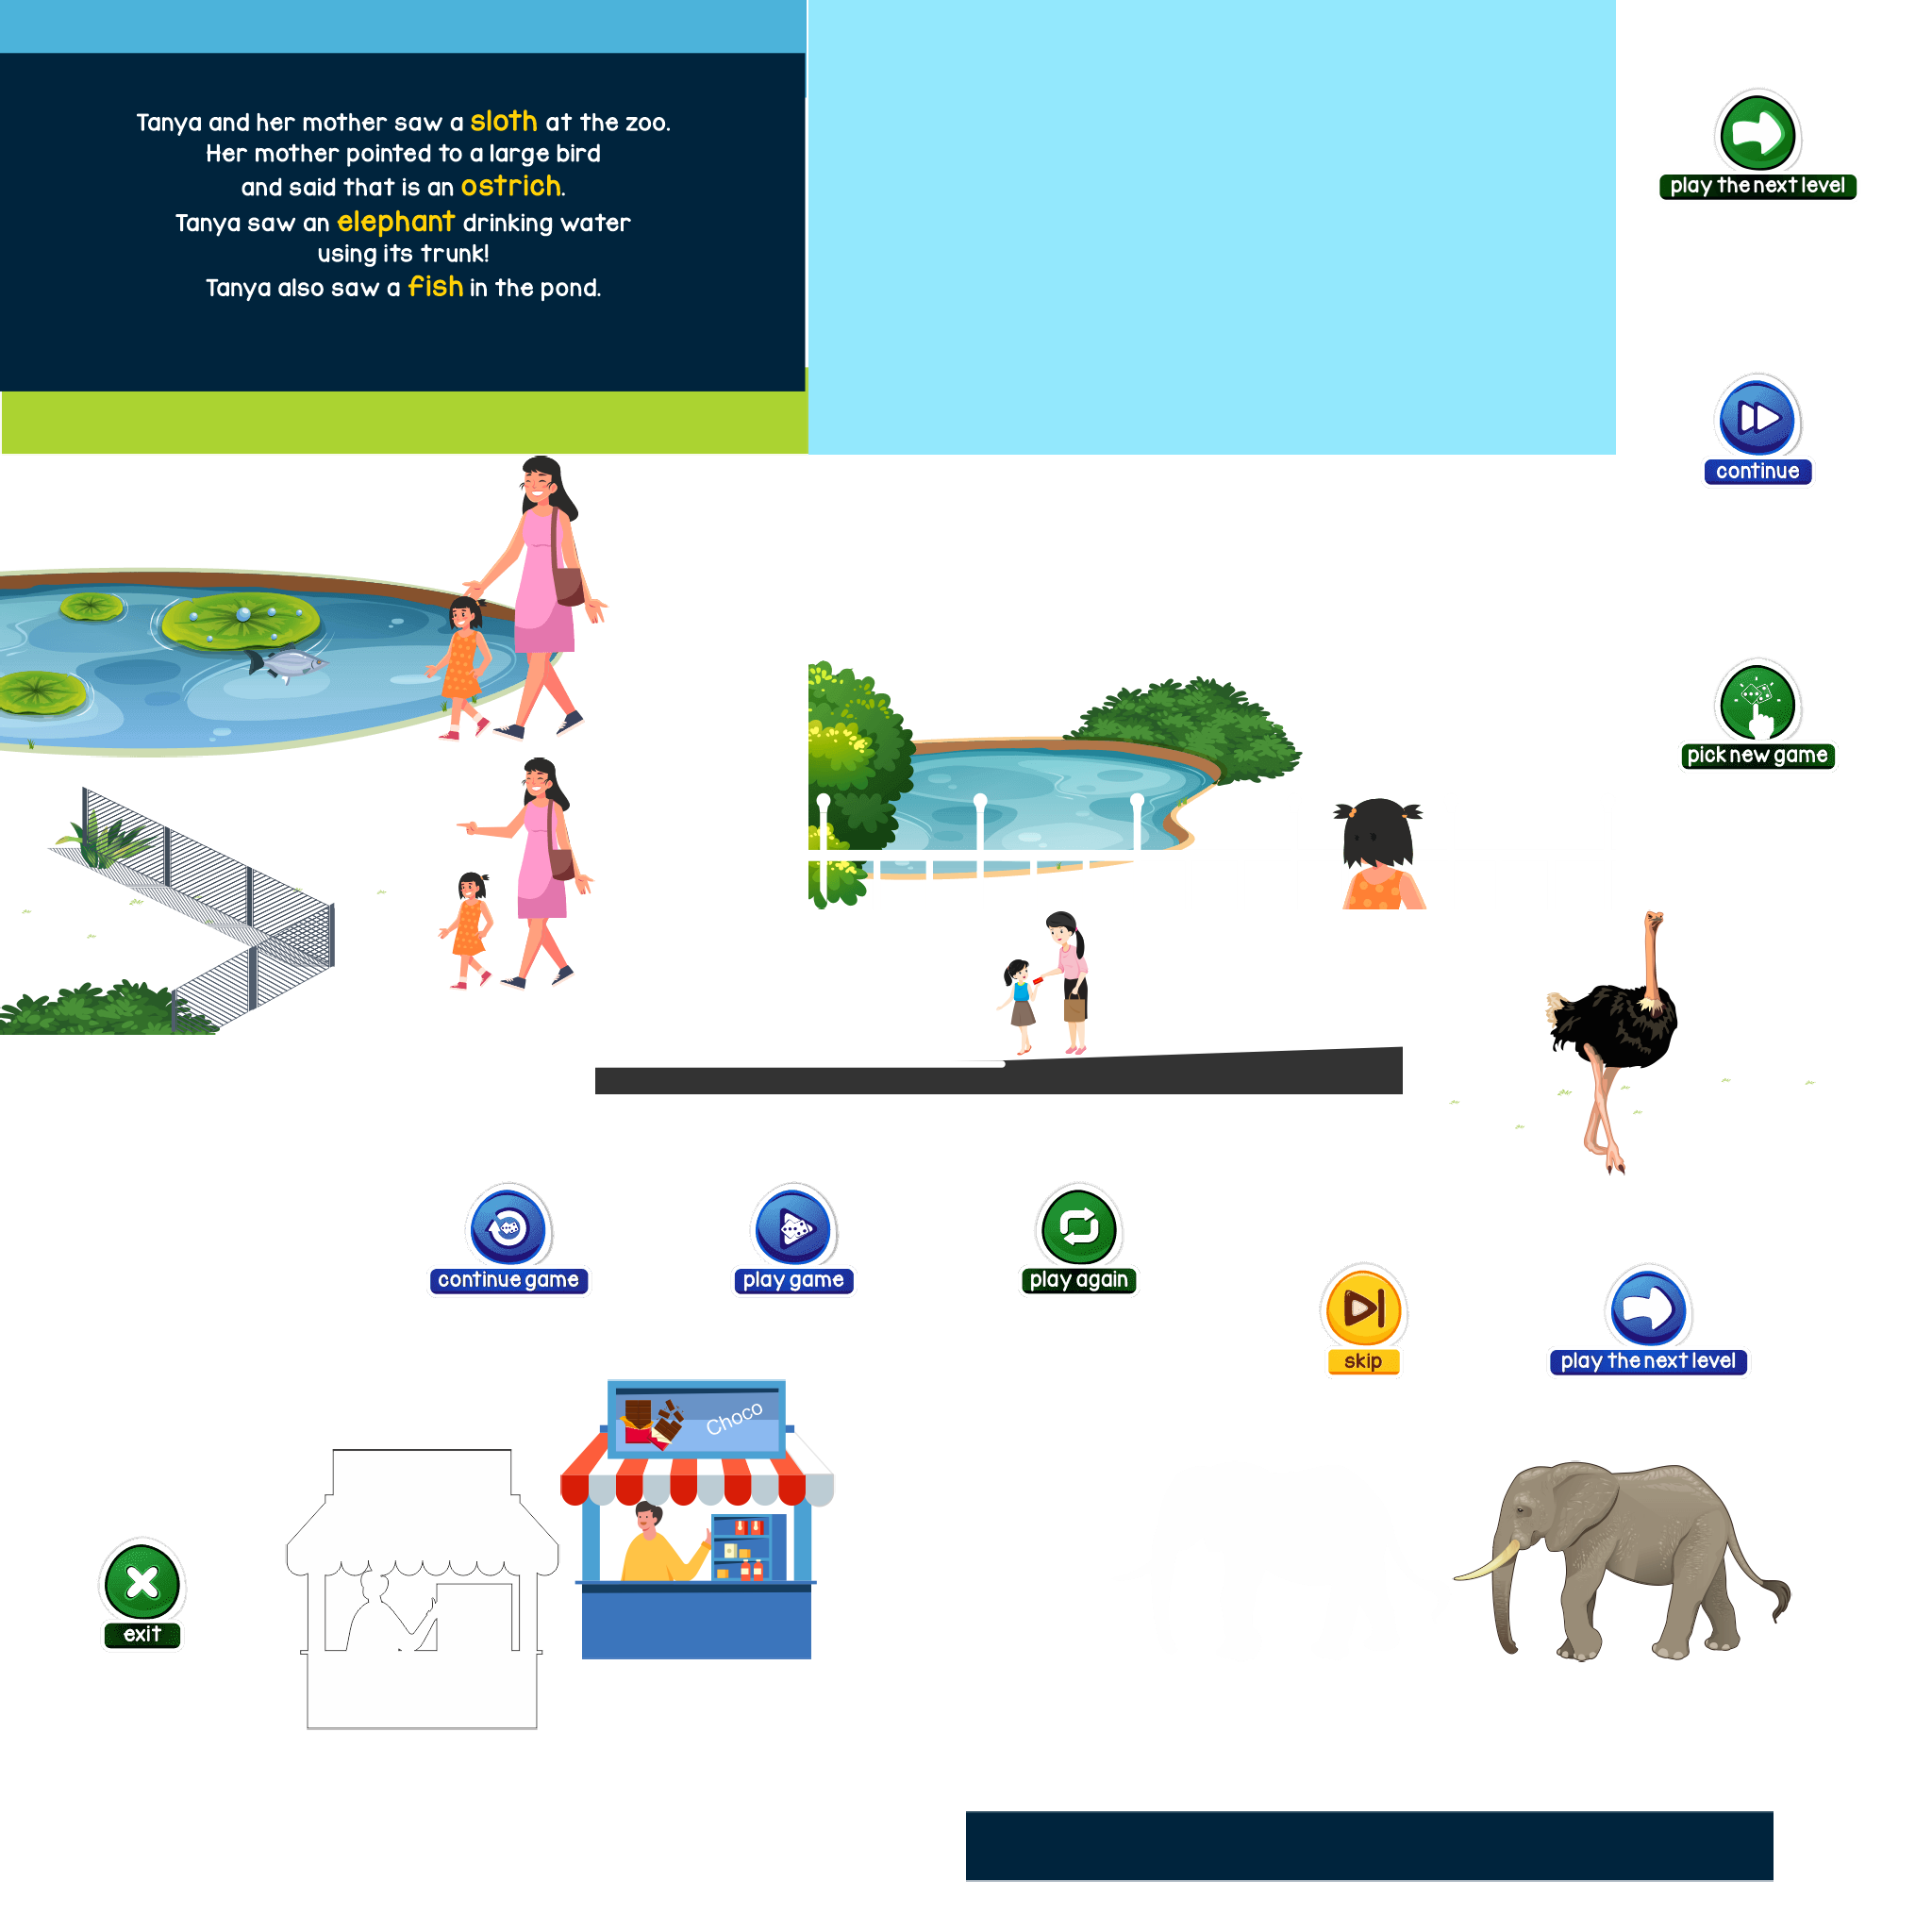 Tanya and her mother saw a sloth at the zoo.
Her mother pointed to a large bird
and said that is an ostrich.
Tanya saw an elephant drinking water
using its trunk!
Tanya also saw a fish in the pond.
play the next level
continue
pick new game
continue game
play game
play again
skip
play the next level
Choco
exit